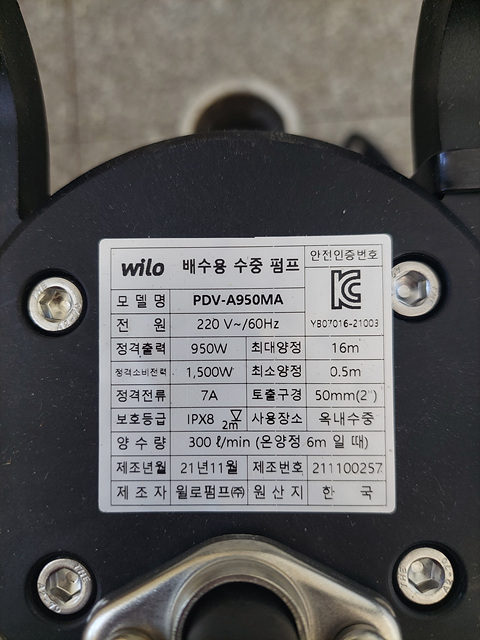 wilo 배수용 수중 펌프 안전인증번호
모 델 명 PDV-A950MA
YB07016-21003
전 원 220 V~/60Hz
정격출력 950W 최대양정 16m
정격소비전력 1,500W 최소양정 0.5m
정격전류 7A 토출구경 50mm(2")
보호등급 IPX8 2m 사용장소 옥내수중
양 수 량 300 ℓ/min (온양정 6m 일 때)
제조년월 21년11월 제조번호 211100257
제 조 자 윌로펌프㈜ 원 산 지 한 국